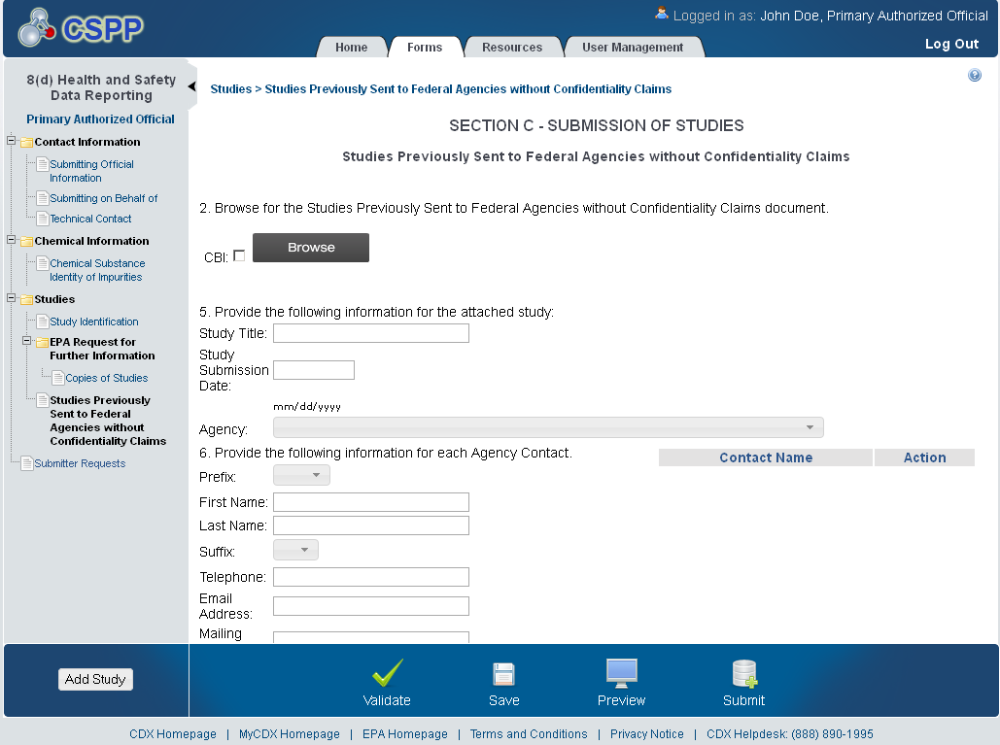 CSPP
Logged in as: John Doe, Primary Authorized Official
Home
Forms
Resources
User Management
Log Out
8(d) Health and Safety
Data Reporting
Primary Authorized Official
Contact Information
Submitting Official
Information
Submitting on Behalf of
Technical Contact
Chemical Information
Chemical Substance
Identity of Impurities
Studies
Study Identification
EPA Request for
Further Information
Copies of Studies
Studies Previously
Sent to Federal
Agencies without
Confidentiality Claims
Submitter Requests
Studies > Studies Previously Sent to Federal Agencies without Confidentiality Claims
SECTION C - SUBMISSION OF STUDIES
Studies Previously Sent to Federal Agencies without Confidentiality Claims
2. Browse for the Studies Previously Sent to Federal Agencies without Confidentiality Claims document.
CBI:
Browse
5. Provide the following information for the attached study:
Study Title:
Study
Submission
Date:
mm/dd/yyyy
Agency:
6. Provide the following information for each Agency Contact.
Contact Name
Action
Prefix:
First Name:
Last Name:
Suffix:
Telephone:
Email
Address:
Mailing
Add Study
Validate
Save
Preview
Submit
CDX Homepage | MyCDX Homepage | EPA Homepage | Terms and Conditions | Privacy Notice | CDX Helpdesk: (888) 890-1995